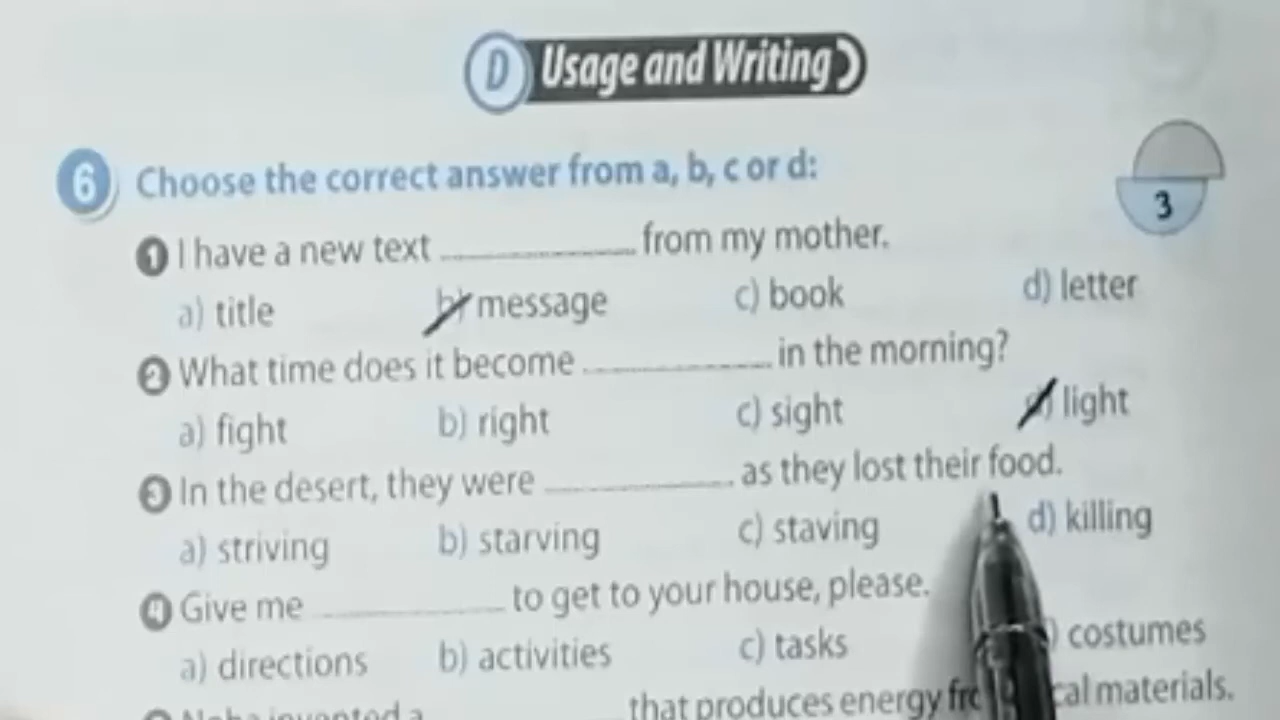 D Usage and Writing
6 Choose the correct answer from a, b, c or d:
3
1 I have a new text ____________ from my mother.
a) title b) message c) book d) letter
2 What time does it become ____________ in the morning?
a) fight b) right c) sight d) light
3 In the desert, they were ____________ as they lost their food.
a) striving b) starving c) staving d) killing
4 Give me ____________ to get to your house, please.
a) directions b) activities c) tasks ) costumes
invented a ____________ that produces energy materials.